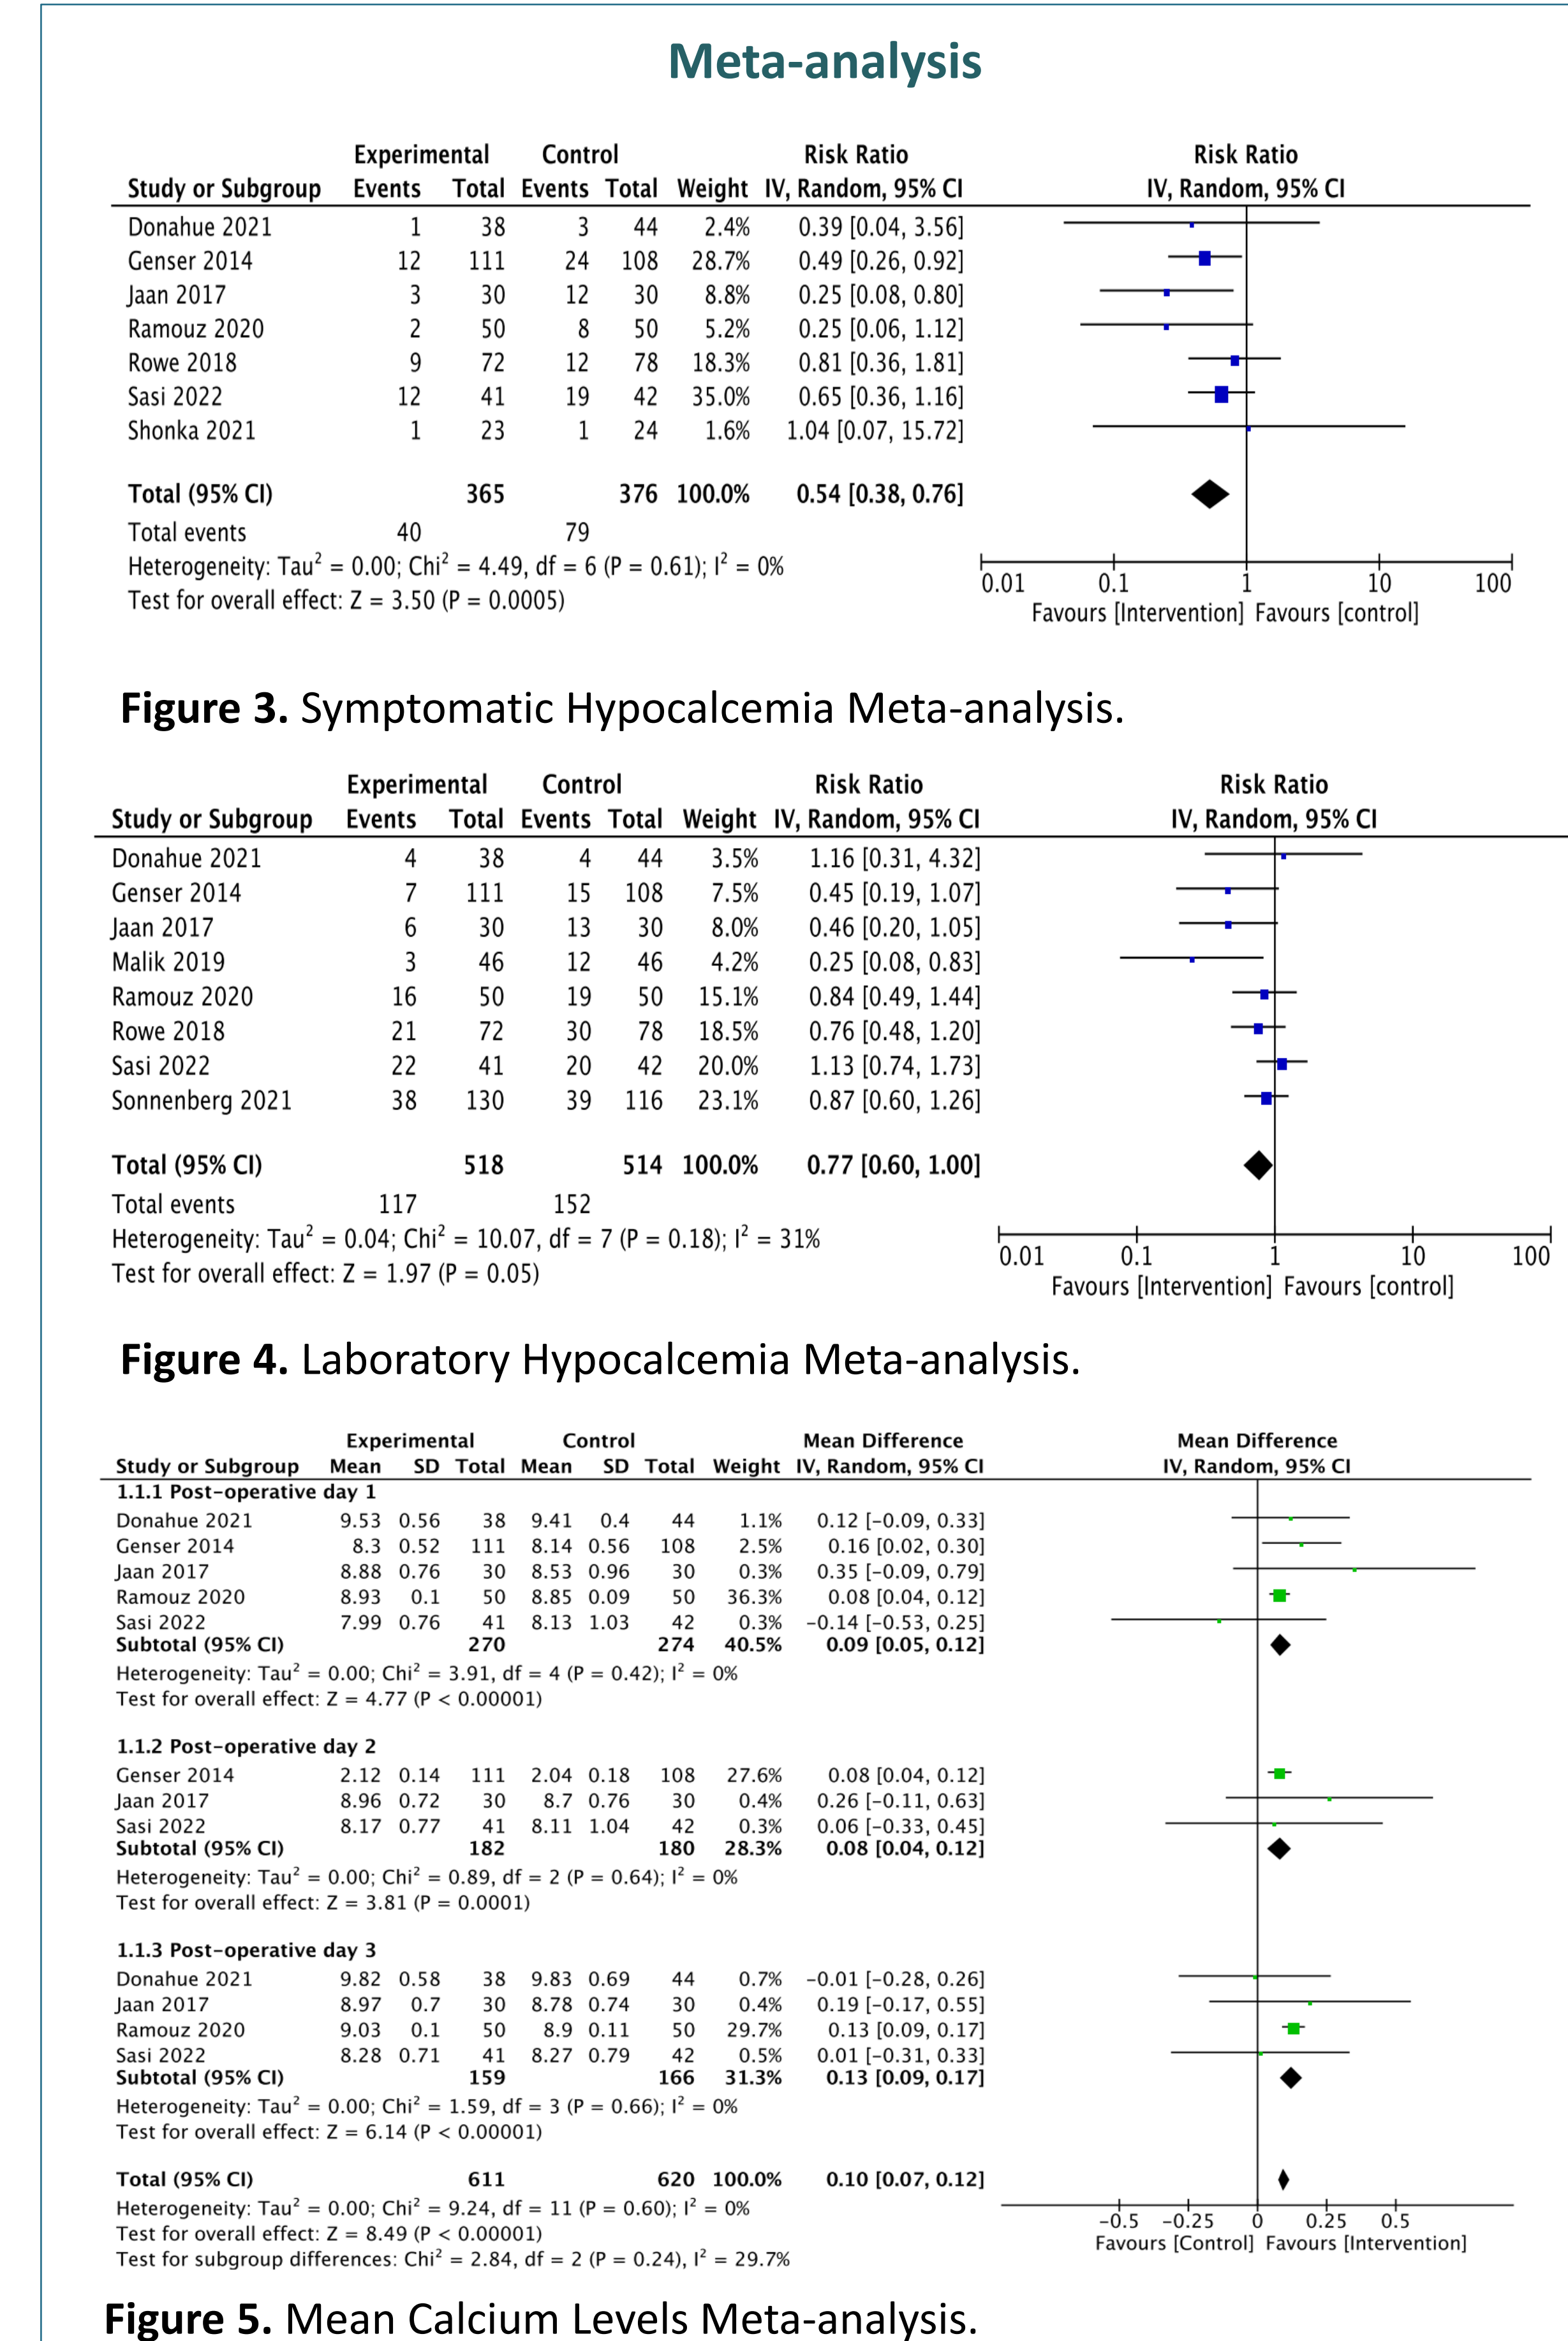 Meta-analysis
Experimental Control Risk Ratio Risk Ratio
Study or Subgroup Events Total Events Total Weight IV, Random, 95% CI IV, Random, 95% CI
Donahue 2021 1 38 3 44 2.4% 0.39 [0.04, 3.56]
Genser 2014 12 111 24 108 28.7% 0.49 [0.26, 0.92]
Jaan 2017 3 30 12 30 8.8% 0.25 [0.08, 0.80]
Ramouz 2020 2 50 8 50 5.2% 0.25 [0.06, 1.12]
Rowe 2018 9 72 12 78 18.3% 0.81 [0.36, 1.81]
Sasi 2022 12 41 19 42 35.0% 0.65 [0.36, 1.16]
Shonka 2021 1 23 1 24 1.6% 1.04 [0.07, 15.72]
Total (95% CI) 365 376 100.0% 0.54 [0.38, 0.76]
Total events 40 79
Heterogeneity: Tau² = 0.00; Chi² = 4.49, df = 6 (P = 0.61); I² = 0%
Test for overall effect: Z = 3.50 (P = 0.0005)
0.01 0.1 1 10 100
Favours [Intervention] Favours [control]
Figure 3. Symptomatic Hypocalcemia Meta-analysis.
Experimental Control Risk Ratio Risk Ratio
Study or Subgroup Events Total Events Total Weight IV, Random, 95% CI IV, Random, 95% CI
Donahue 2021 4 38 4 44 3.5% 1.16 [0.31, 4.32]
Genser 2014 7 111 15 108 7.5% 0.45 [0.19, 1.07]
Jaan 2017 6 30 13 30 8.0% 0.46 [0.20, 1.05]
Malik 2019 3 46 12 46 4.2% 0.25 [0.08, 0.83]
Ramouz 2020 16 50 19 50 15.1% 0.84 [0.49, 1.44]
Rowe 2018 21 72 30 78 18.5% 0.76 [0.48, 1.20]
Sasi 2022 22 41 20 42 20.0% 1.13 [0.74, 1.73]
Sonnenberg 2021 38 130 39 116 23.1% 0.87 [0.60, 1.26]
Total (95% CI) 518 514 100.0% 0.77 [0.60, 1.00]
Total events 117 152
Heterogeneity: Tau² = 0.04; Chi² = 10.07, df = 7 (P = 0.18); I² = 31%
Test for overall effect: Z = 1.97 (P = 0.05)
0.01 0.1 1 10 100
Favours [Intervention] Favours [control]
Figure 4. Laboratory Hypocalcemia Meta-analysis.
Experimental Control Mean Difference Mean Difference
Study or Subgroup Mean SD Total Mean SD Total Weight IV, Random, 95% CI IV, Random, 95% CI
1.1.1 Post-operative day 1
Donahue 2021 9.53 0.56 38 9.41 0.4 44 1.1% 0.12 [-0.09, 0.33]
Genser 2014 8.3 0.52 111 8.14 0.56 108 2.5% 0.16 [0.02, 0.30]
Jaan 2017 8.88 0.76 30 8.53 0.96 30 0.3% 0.35 [-0.09, 0.79]
Ramouz 2020 8.93 0.1 50 8.85 0.09 50 36.3% 0.08 [0.04, 0.12]
Sasi 2022 7.99 0.76 41 8.13 1.03 42 0.3% -0.14 [-0.53, 0.25]
Subtotal (95% CI) 270 274 40.5% 0.09 [0.05, 0.12]
Heterogeneity: Tau² = 0.00; Chi² = 3.91, df = 4 (P = 0.42); I² = 0%
Test for overall effect: Z = 4.77 (P < 0.00001)
1.1.2 Post-operative day 2
Genser 2014 2.12 0.14 111 2.04 0.18 108 27.6% 0.08 [0.04, 0.12]
Jaan 2017 8.96 0.72 30 8.7 0.76 30 0.4% 0.26 [-0.11, 0.63]
Sasi 2022 8.17 0.77 41 8.11 1.04 42 0.3% 0.06 [-0.33, 0.45]
Subtotal (95% CI) 182 180 28.3% 0.08 [0.04, 0.12]
Heterogeneity: Tau² = 0.00; Chi² = 0.89, df = 2 (P = 0.64); I² = 0%
Test for overall effect: Z = 3.81 (P = 0.0001)
1.1.3 Post-operative day 3
Donahue 2021 9.82 0.58 38 9.83 0.69 44 0.7% -0.01 [-0.28, 0.26]
Jaan 2017 8.97 0.7 30 8.78 0.74 30 0.4% 0.19 [-0.17, 0.55]
Ramouz 2020 9.03 0.1 50 8.9 0.11 50 29.7% 0.13 [0.09, 0.17]
Sasi 2022 8.28 0.71 41 8.27 0.79 42 0.5% 0.01 [-0.31, 0.33]
Subtotal (95% CI) 159 166 31.3% 0.13 [0.09, 0.17]
Heterogeneity: Tau² = 0.00; Chi² = 1.59, df = 3 (P = 0.66); I² = 0%
Test for overall effect: Z = 6.14 (P < 0.00001)
Total (95% CI) 611 620 100.0% 0.10 [0.07, 0.12]
Heterogeneity: Tau² = 0.00; Chi² = 9.24, df = 11 (P = 0.60); I² = 0%
Test for overall effect: Z = 8.49 (P < 0.00001)
Test for subgroup differences: Chi² = 2.84, df = 2 (P = 0.24), I² = 29.7%
-0.5 -0.25 0 0.25 0.5
Favours [Control] Favours [Intervention]
Figure 5. Mean Calcium Levels Meta-analysis.